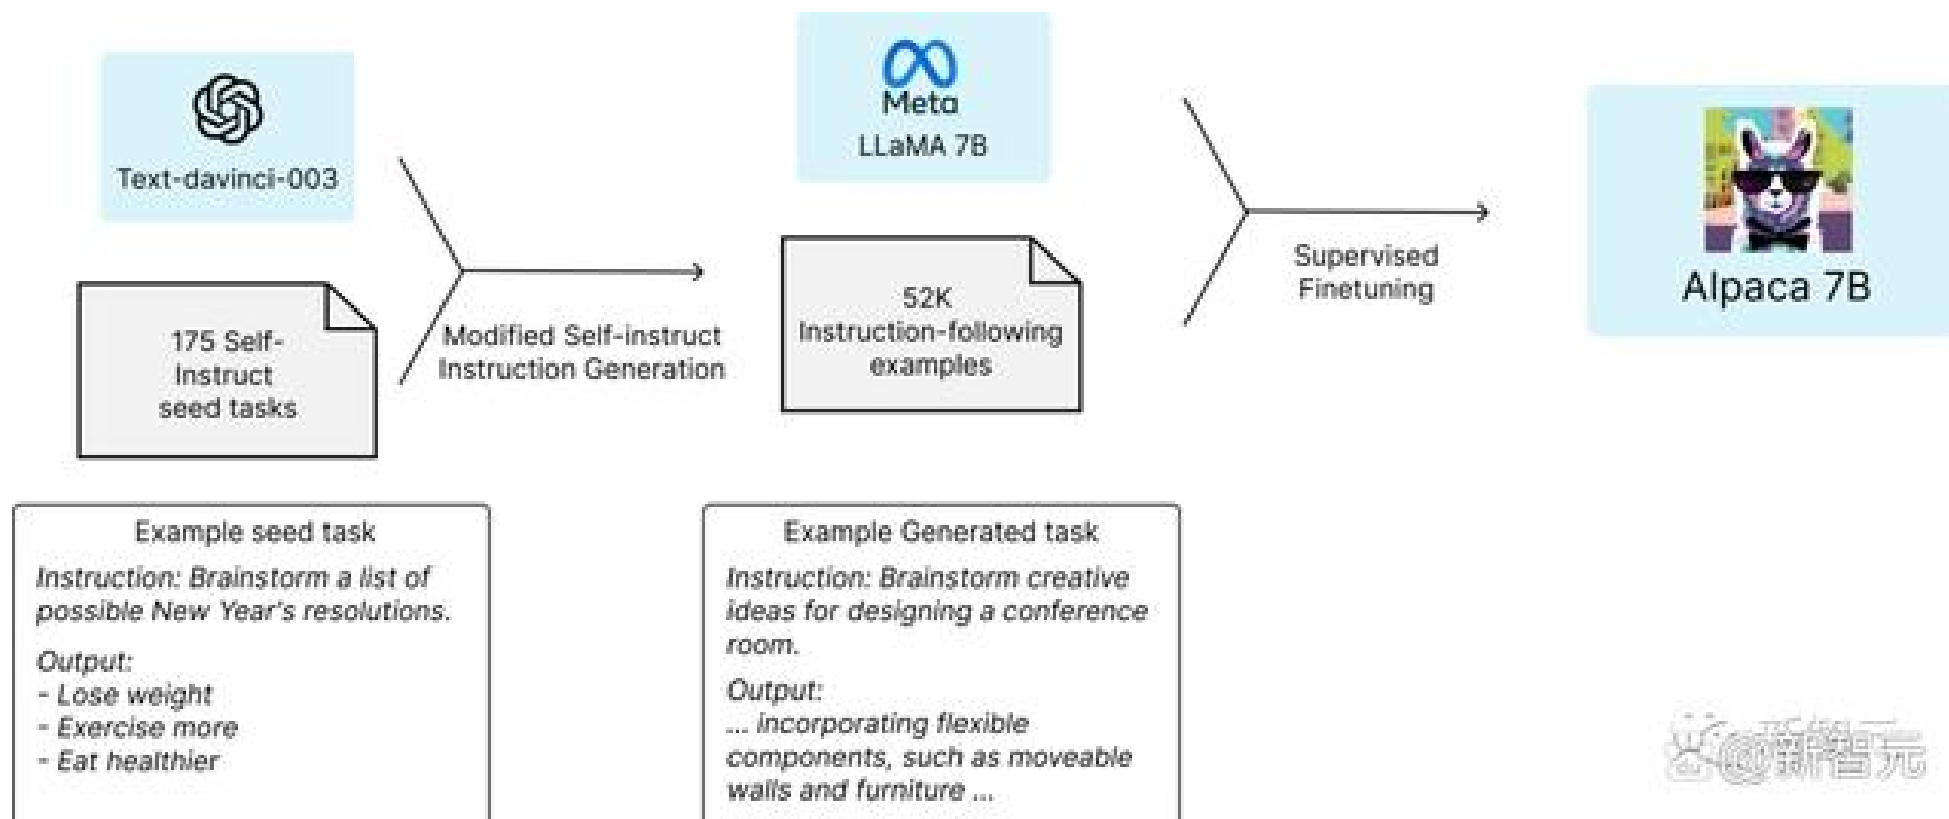 Text-davinci-003
175 Self-
Instruct
seed tasks
Modified Self-instruct
Instruction Generation
Meta
LLaMA 7B
52K
Instruction-following
examples
Supervised
Finetuning
Alpaca 7B
Example seed task
Instruction: Brainstorm a list of
possible New Year's resolutions.
Output:
- Lose weight
- Exercise more
- Eat healthier
Example Generated task
Instruction: Brainstorm creative
ideas for designing a conference
room.
Output:
... incorporating flexible
components, such as moveable
walls and furniture ...
@新智元